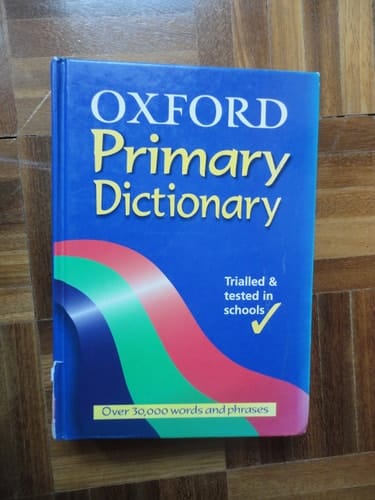 OXFORD
Primary
Dictionary
Trialled &
tested in
schools
Over 30,000 words and phrases